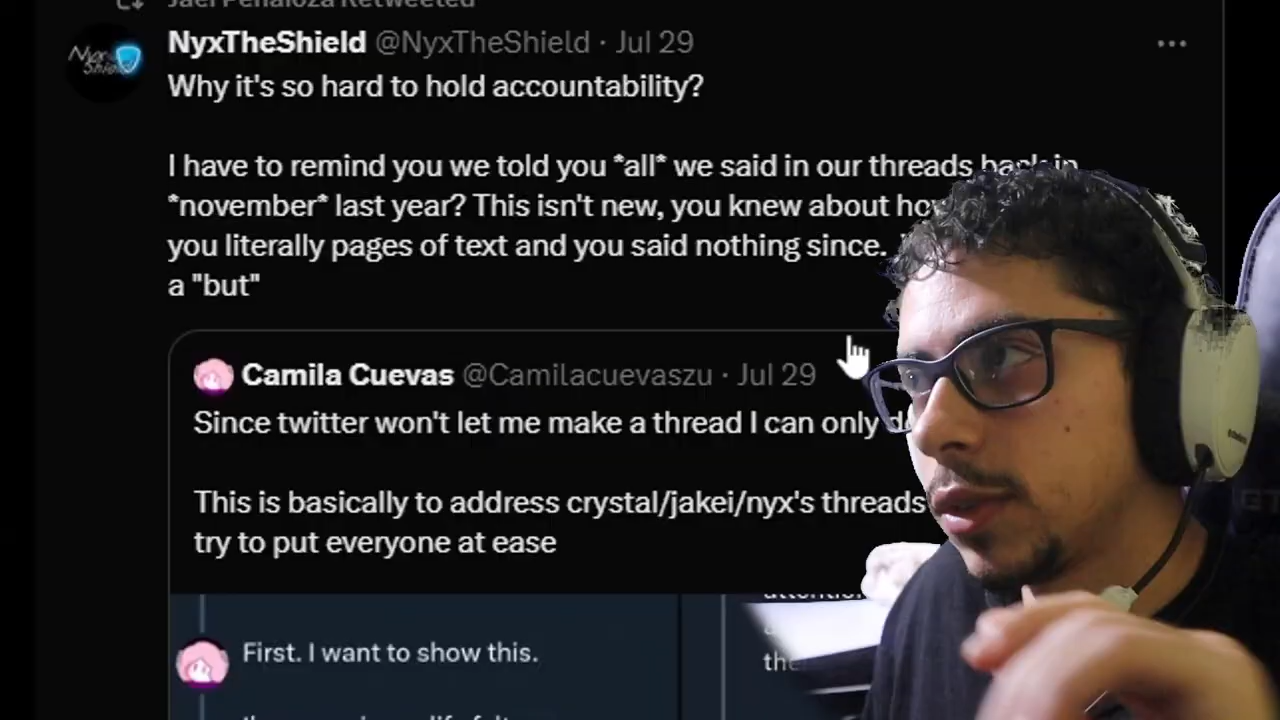 Jael Peñaloza Retweeted
NyxTheShield @NyxTheShield · Jul 29
Why it's so hard to hold accountability?
I have to remind you we told you *all* we said in our threads back in
*november* last year? This isn't new, you knew about
you literally pages of text and you said nothing since.
a "but"
Camila Cuevas @Camilacuevaszu · Jul 29
Since twitter won't let me make a thread I can only
This is basically to address crystal/jakei/nyx's threads
try to put everyone at ease
First. I want to show this.